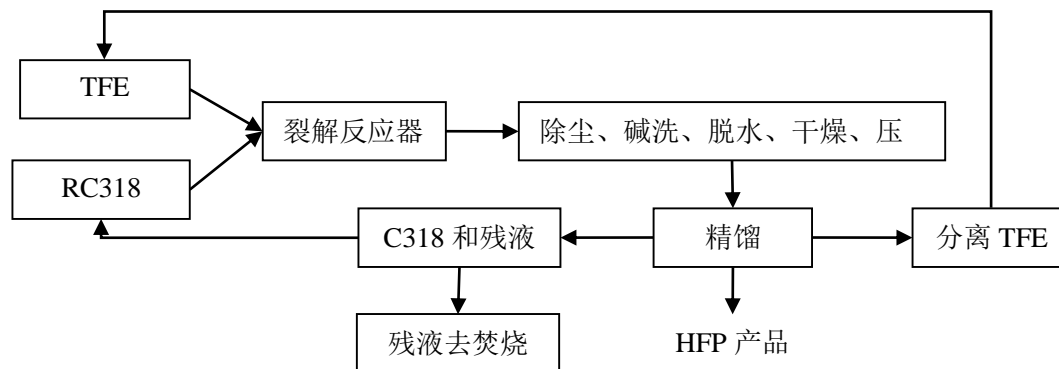 TFE
裂解反应器
除尘、碱洗、脱水、干燥、压
RC318
C318 和残液
精馏
分离 TFE
残液去焚烧
HFP 产品